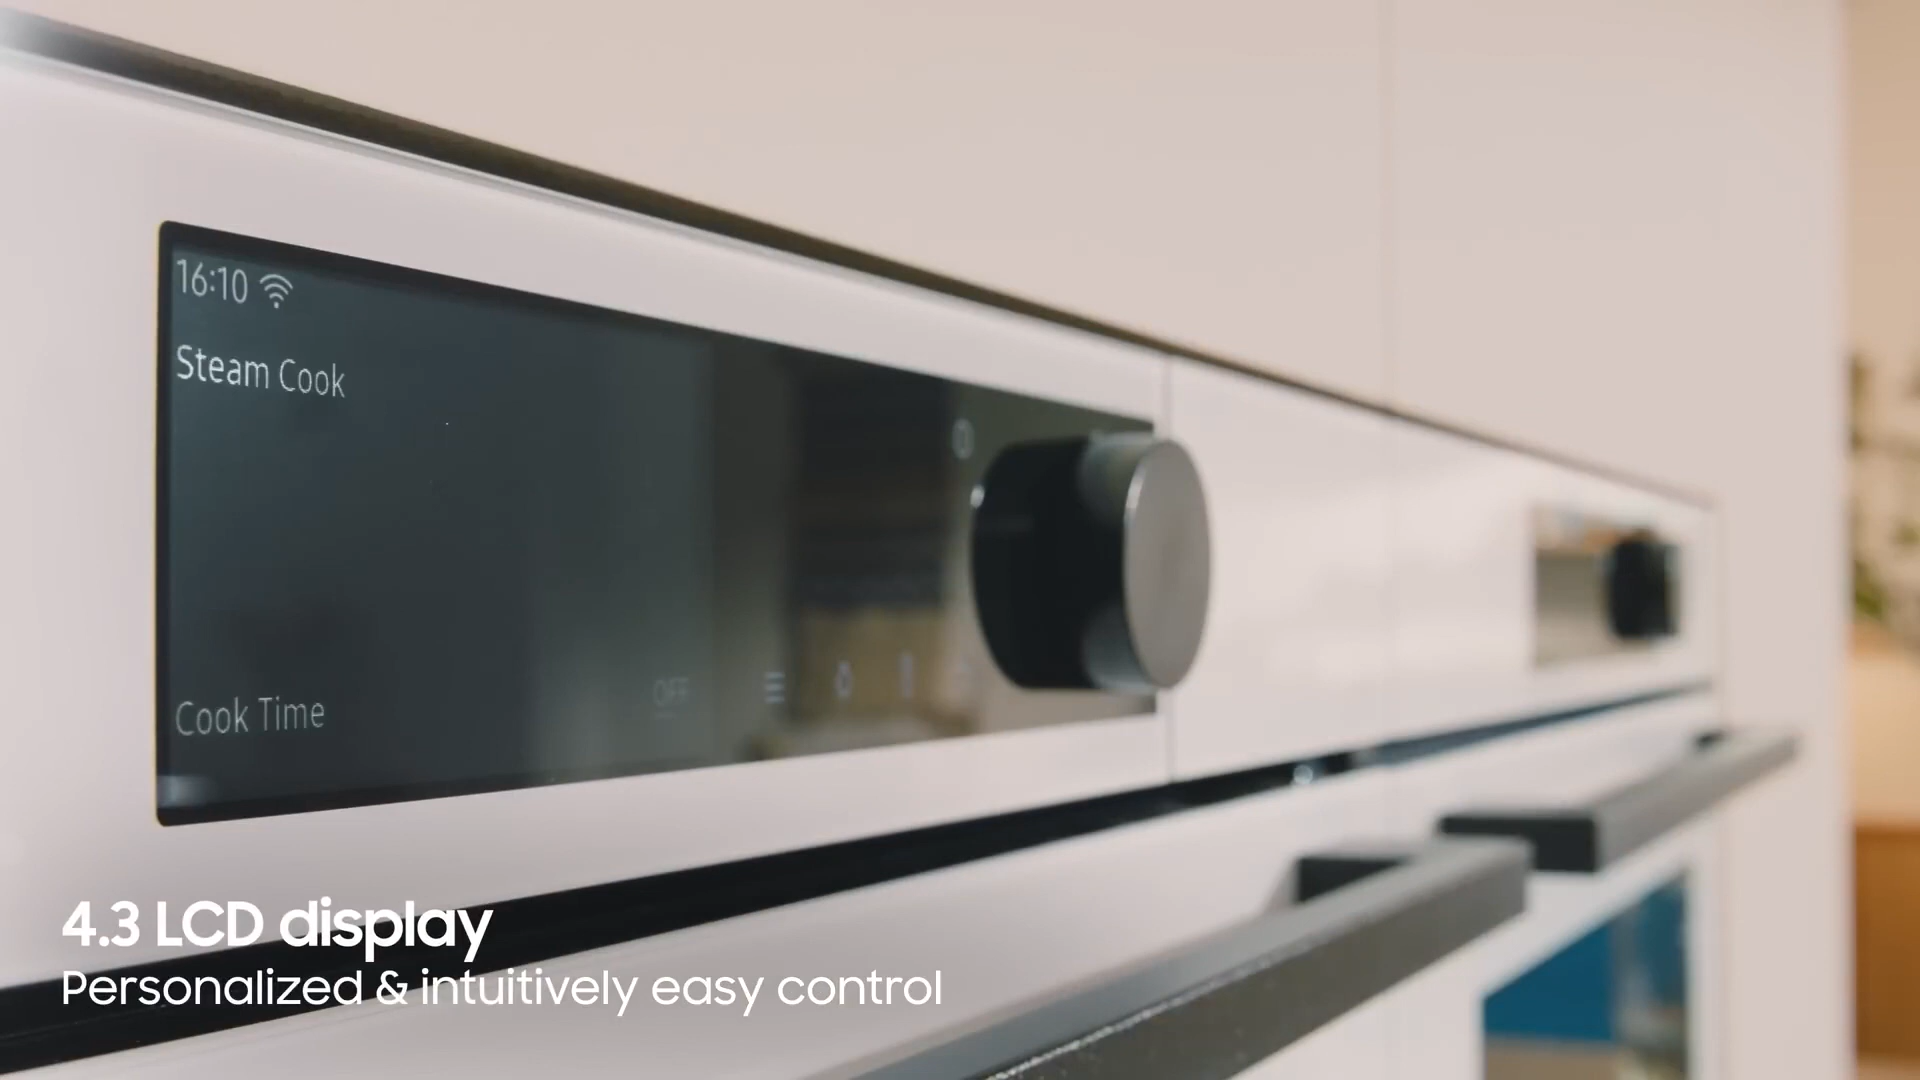 16:10
Steam Cook
OFF
Cook Time
4.3 LCD display
Personalized & intuitively easy control